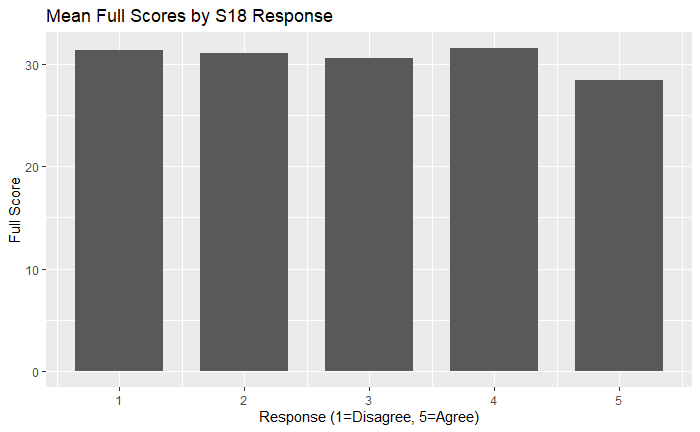 Mean Full Scores by S18 Response
Full Score
30
20
10
0
1 2 3 4 5
Response (1=Disagree, 5=Agree)